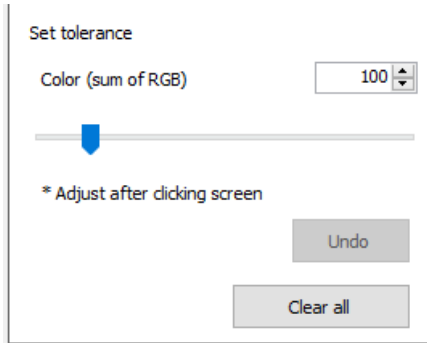 Set tolerance
Color (sum of RGB) 100
* Adjust after clicking screen
Undo
Clear all